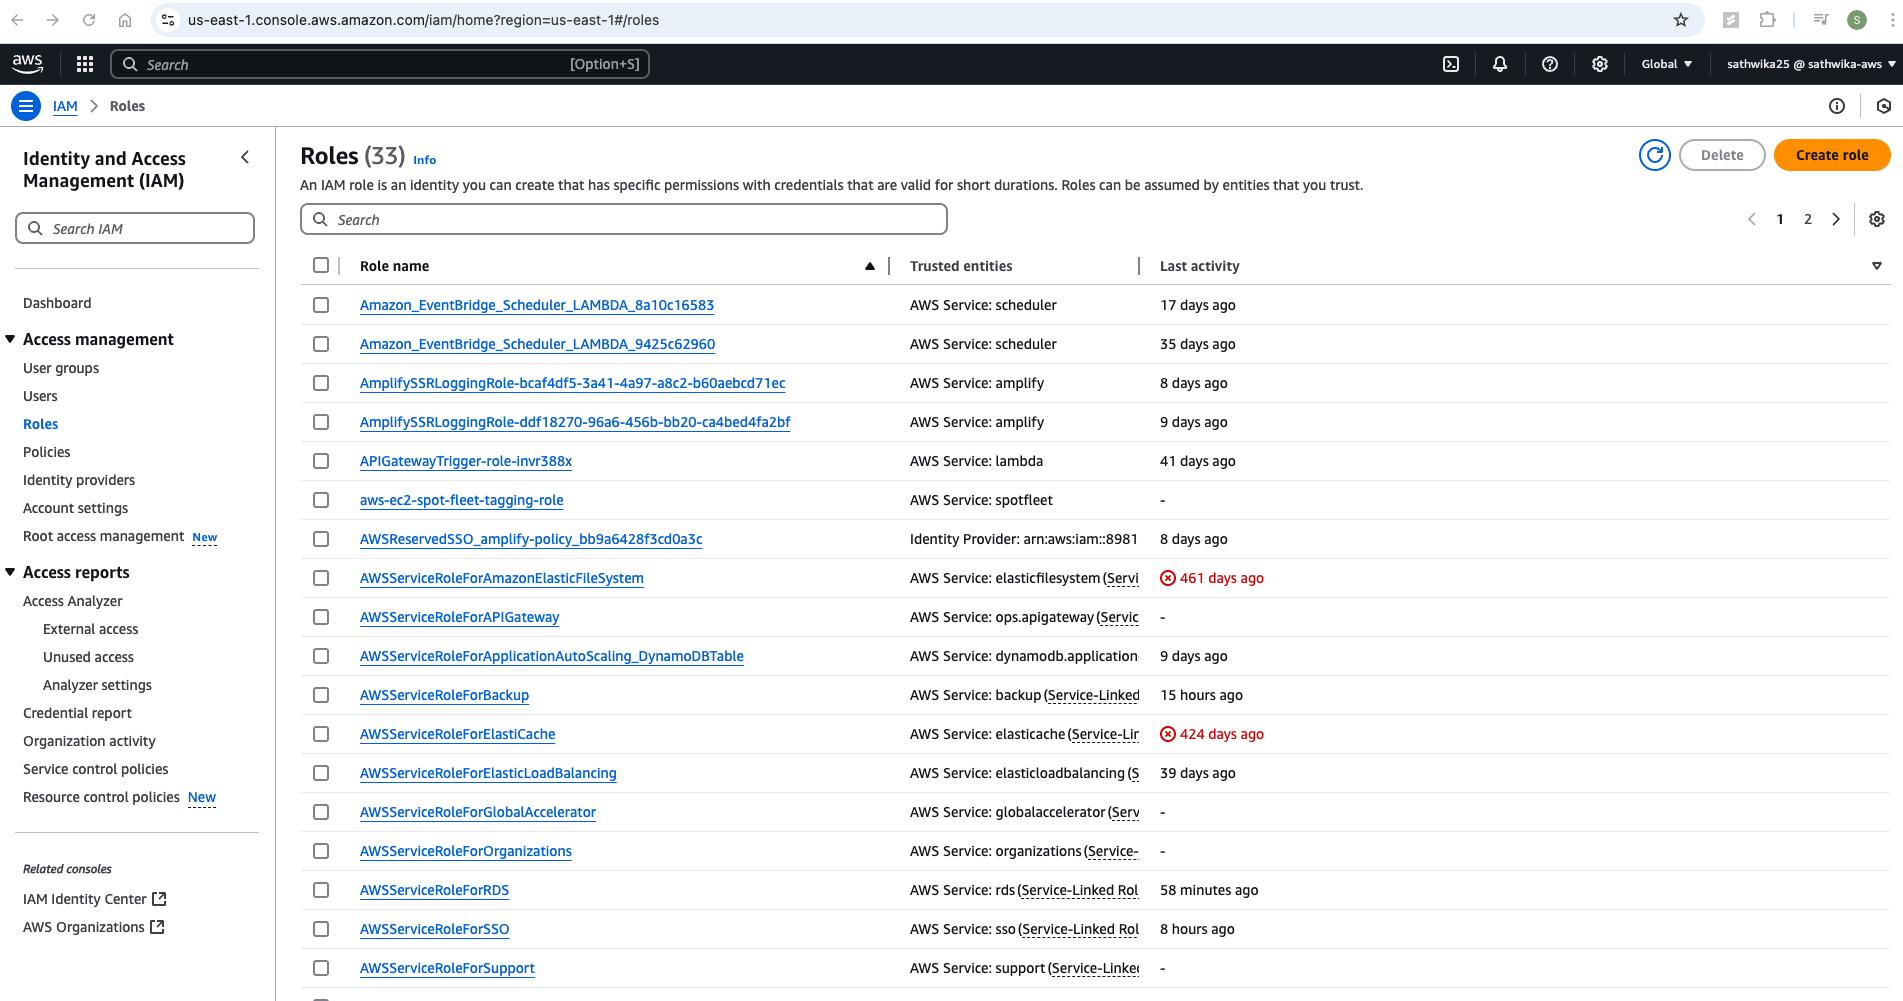 us-east-1.console.aws.amazon.com/iam/home?region=us-east-1#/roles
S
aws
Search
[Option+S]
Global
sathwika25 @ sathwika-aws
IAM
Roles
Identity and Access
Management (IAM)
Search IAM
Dashboard
Access management
User groups
Users
Roles
Policies
Identity providers
Account settings
Root access management New
Access reports
Access Analyzer
External access
Unused access
Analyzer settings
Credential report
Organization activity
Service control policies
Resource control policies New
Related consoles
IAM Identity Center
AWS Organizations
Roles (33) Info
Delete
Create role
An IAM role is an identity you can create that has specific permissions with credentials that are valid for short durations. Roles can be assumed by entities that you trust.
Search
1 2
Role name Trusted entities Last activity
Amazon_EventBridge_Scheduler_LAMBDA_8a10c16583 AWS Service: scheduler 17 days ago
Amazon_EventBridge_Scheduler_LAMBDA_9425c62960 AWS Service: scheduler 35 days ago
AmplifySSRLoggingRole-bcaf4df5-3a41-4a97-a8c2-b60aebcd71ec AWS Service: amplify 8 days ago
AmplifySSRLoggingRole-ddf18270-96a6-456b-bb20-ca4bed4fa2bf AWS Service: amplify 9 days ago
APIGatewayTrigger-role-invr388x AWS Service: lambda 41 days ago
aws-ec2-spot-fleet-tagging-role AWS Service: spotfleet -
AWSReservedSSO_amplify-policy_bb9a6428f3cd0a3c Identity Provider: arn:aws:iam::8981 8 days ago
AWSServiceRoleForAmazonElasticFileSystem AWS Service: elasticfilesystem (Servi 461 days ago
AWSServiceRoleForAPIGateway AWS Service: ops.apigateway (Servic -
AWSServiceRoleForApplicationAutoScaling_DynamoDBTable AWS Service: dynamodb.application 9 days ago
AWSServiceRoleForBackup AWS Service: backup (Service-Linked 15 hours ago
AWSServiceRoleForElastiCache AWS Service: elasticache (Service-Lin 424 days ago
AWSServiceRoleForElasticLoadBalancing AWS Service: elasticloadbalancing (S 39 days ago
AWSServiceRoleForGlobalAccelerator AWS Service: globalaccelerator (Serv -
AWSServiceRoleForOrganizations AWS Service: organizations (Service- -
AWSServiceRoleForRDS AWS Service: rds (Service-Linked Rol 58 minutes ago
AWSServiceRoleForSSO AWS Service: sso (Service-Linked Rol 8 hours ago
AWSServiceRoleForSupport AWS Service: support (Service-Linked -